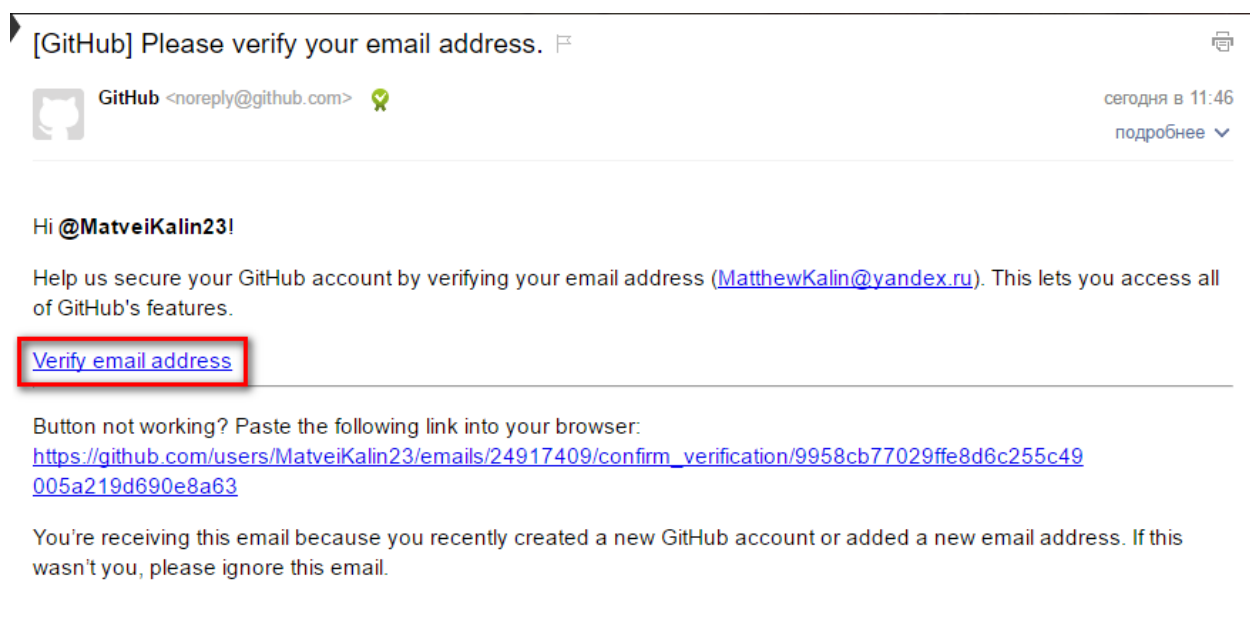 [GitHub] Please verify your email address.
GitHub <noreply@github.com>
сегодня в 11:46
подробнее
Hi @MatveiKalin23!
Help us secure your GitHub account by verifying your email address (MatthewKalin@yandex.ru). This lets you access all
of GitHub's features.
Verify email address
Button not working? Paste the following link into your browser:
https://github.com/users/MatveiKalin23/emails/24917409/confirm_verification/9958cb77029ffe8d6c255c49
005a219d690e8a63
You’re receiving this email because you recently created a new GitHub account or added a new email address. If this
wasn’t you, please ignore this email.